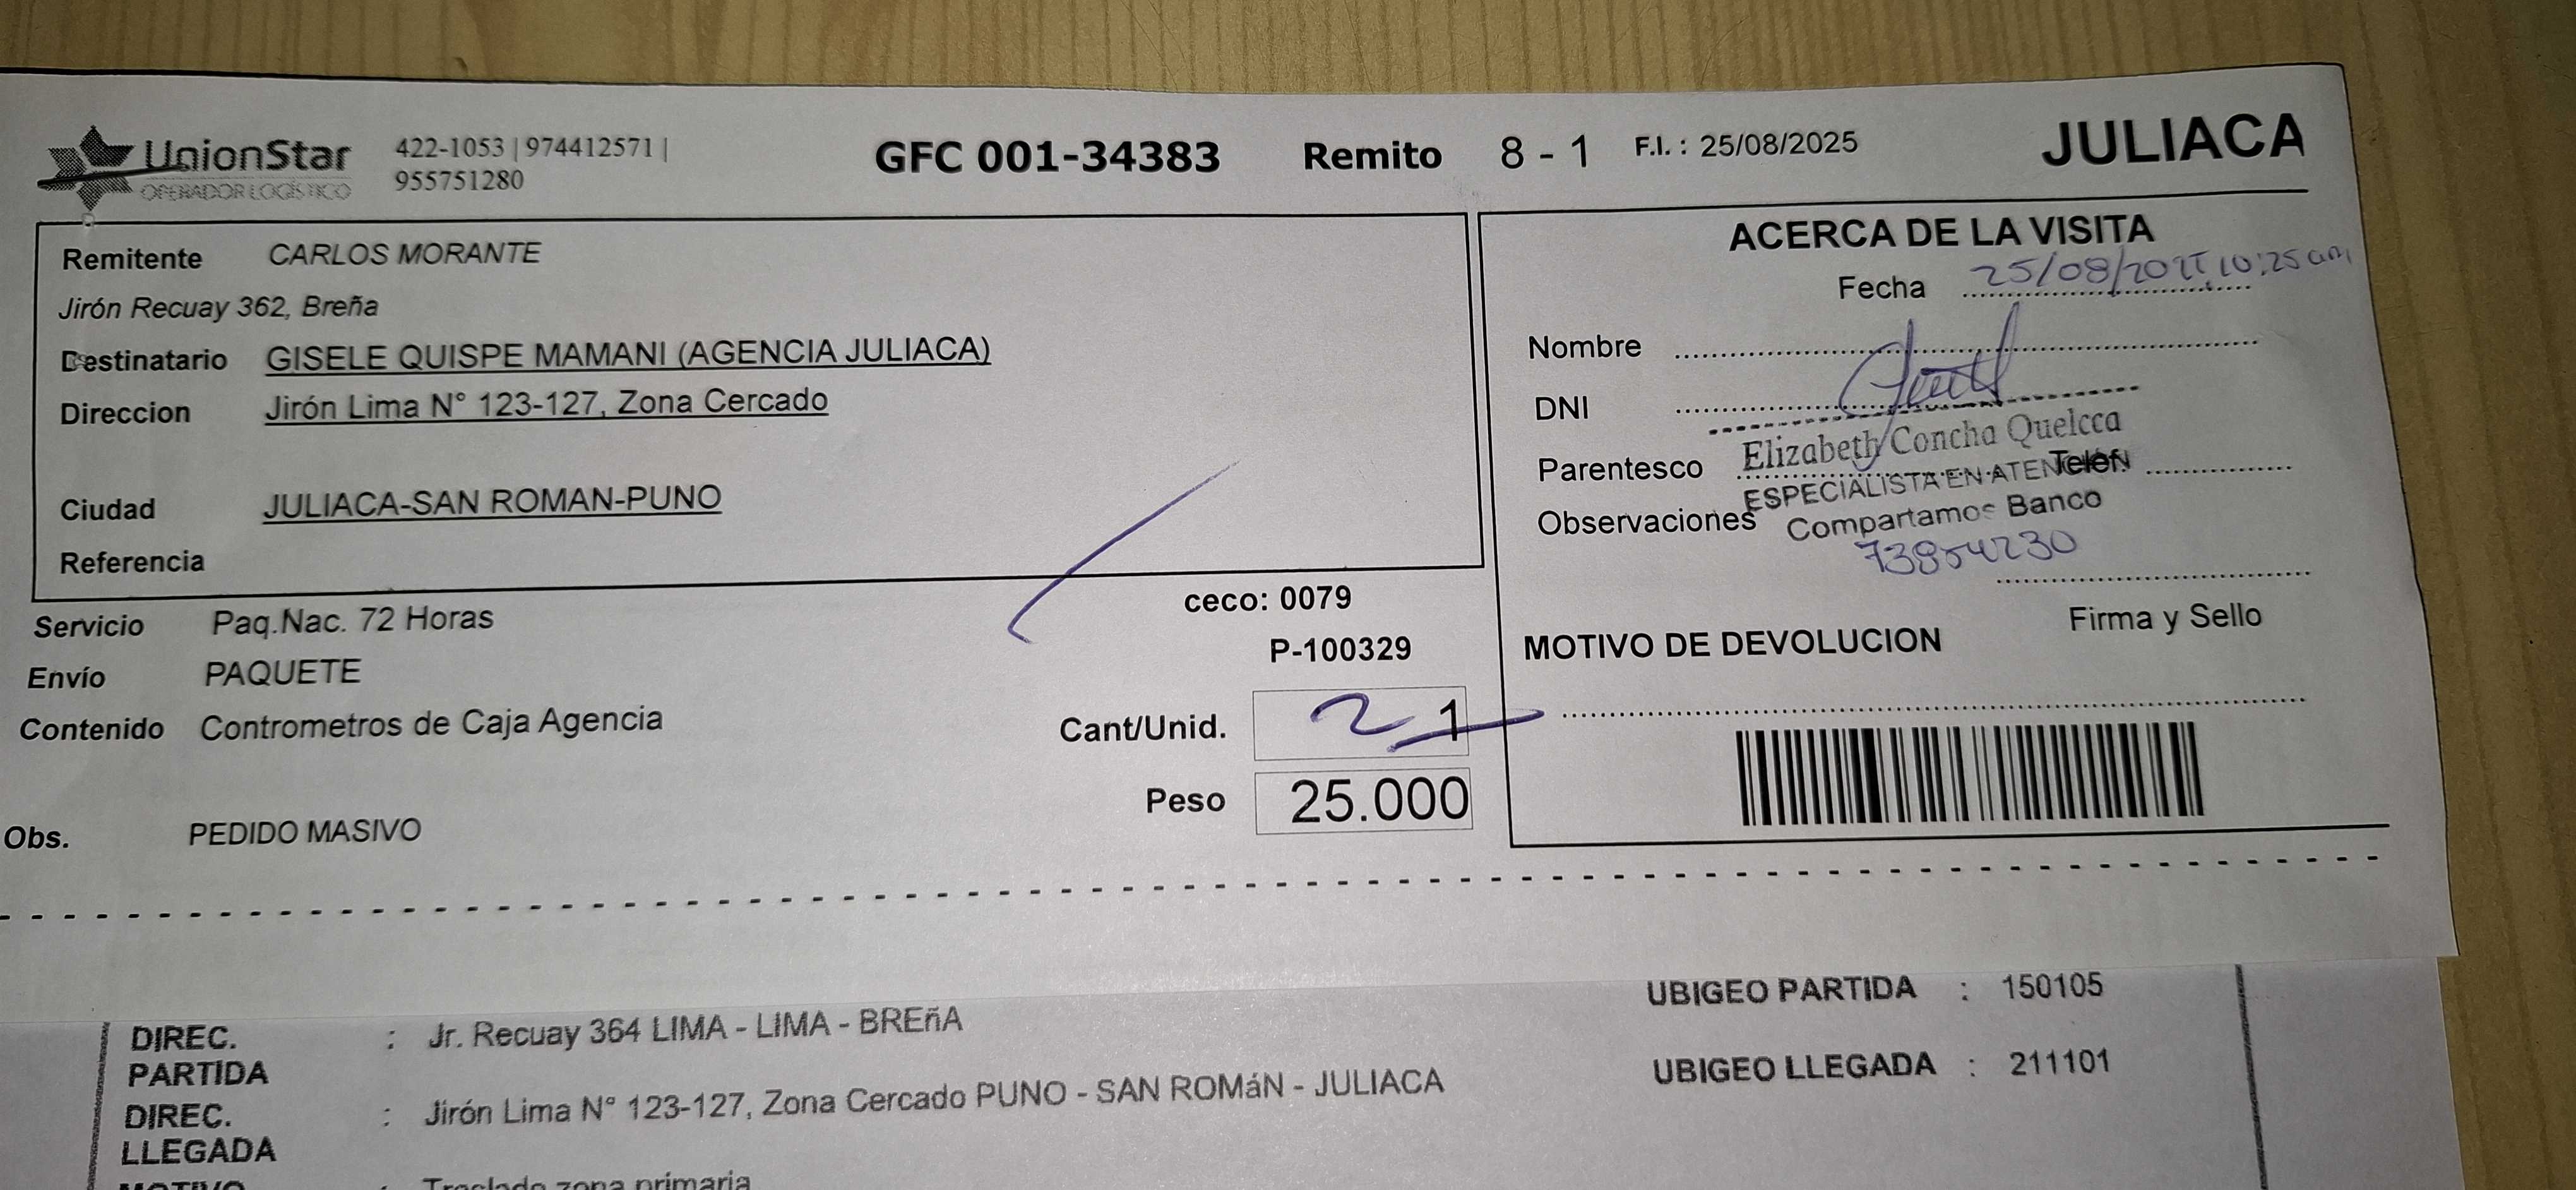 UnionStar
OPERADOR LOGÍSTICO
422-1053 | 974412571 |
955751280
GFC 001-34383 Remito 8 - 1 F.I. : 25/08/2025 JULIACA
Remitente CARLOS MORANTE
Jirón Recuay 362, Breña
Destinatario GISELE QUISPE MAMANI (AGENCIA JULIACA)
Direccion Jirón Lima N° 123-127, Zona Cercado
Ciudad JULIACA-SAN ROMAN-PUNO
Referencia
Servicio Paq.Nac. 72 Horas
Envío PAQUETE
Contenido Contrometros de Caja Agencia
Obs. PEDIDO MASIVO
ceco: 0079
P-100329
Cant/Unid. 2 1
Peso 25.000
ACERCA DE LA VISITA
Fecha 25/08/2025 10:25 am
Nombre
DNI
Elizabeth Concha Quelcca
Parentesco Telef.
ESPECIALISTA EN ATENCIÓN
Observaciones Compartamos Banco
73854230
Firma y Sello
MOTIVO DE DEVOLUCION
UBIGEO PARTIDA : 150105
DIREC. PARTIDA : Jr. Recuay 364 LIMA - LIMA - BREñA
UBIGEO LLEGADA : 211101
DIREC. LLEGADA : Jirón Lima N° 123-127, Zona Cercado PUNO - SAN ROMáN - JULIACA
MOTIVO : Traslado zona primaria